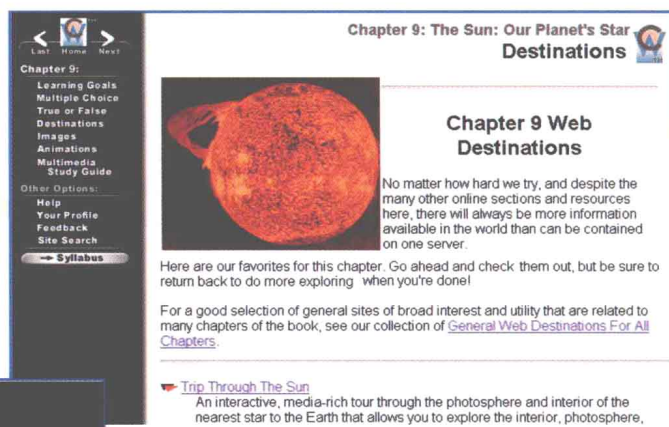 Last Home Next
Chapter 9:
Learning Goals
Multiple Choice
True or False
Destinations
Images
Animations
Multimedia
Study Guide
Other Options:
Help
Your Profile
Feedback
Site Search
Syllabus
Chapter 9: The Sun: Our Planet's Star
Destinations
Chapter 9 Web
Destinations
No matter how hard we try, and despite the
many other online sections and resources
here, there will always be more information
available in the world than can be contained
on one server.
Here are our favorites for this chapter. Go ahead and check them out, but be sure to
return back to do more exploring when you're done!
For a good selection of general sites of broad interest and utility that are related to
many chapters of the book, see our collection of General Web Destinations For All
Chapters.
Trip Through The Sun
An interactive, media-rich tour through the photosphere and interior of the
nearest star to the Earth that allows you to explore the interior, photosphere,